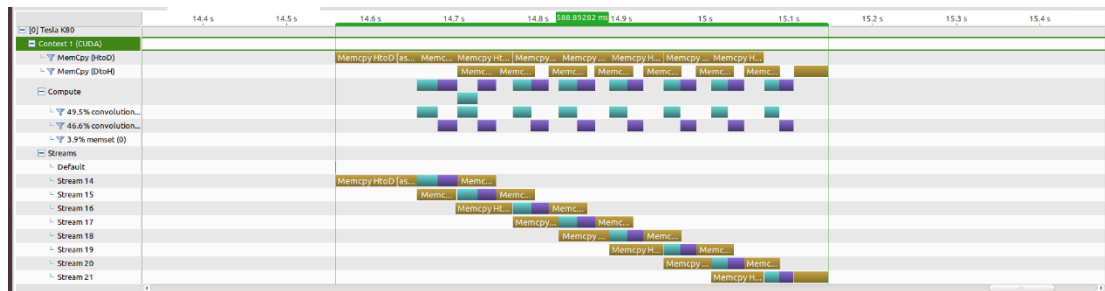 14.4 s 14.5 s 14.6 s 14.7 s 14.8 s 588.89282 ms 14.9 s 15 s 15.1 s 15.2 s 15.3 s 15.4 s
[0] Tesla K80
Context 1 (CUDA)
MemCpy (HtoD) Memcpy HtoD [as... Memc... Memcpy Ht... Memcpy... Memcpy ... Memcpy H... Memcpy ... Memcpy H...
MemCpy (DtoH) Memc... Memc... Memc... Memc... Memc... Memc... Memc...
Compute
49.5% convolution...
46.6% convolution...
3.9% memset (0)
Streams
Default
Stream 14 Memcpy HtoD [as... Memc...
Stream 15 Memc... Memc...
Stream 16 Memcpy Ht... Memc...
Stream 17 Memcpy... Memc...
Stream 18 Memcpy ... Memc...
Stream 19 Memcpy H... Memc...
Stream 20 Memcpy ... Memc...
Stream 21 Memcpy H...